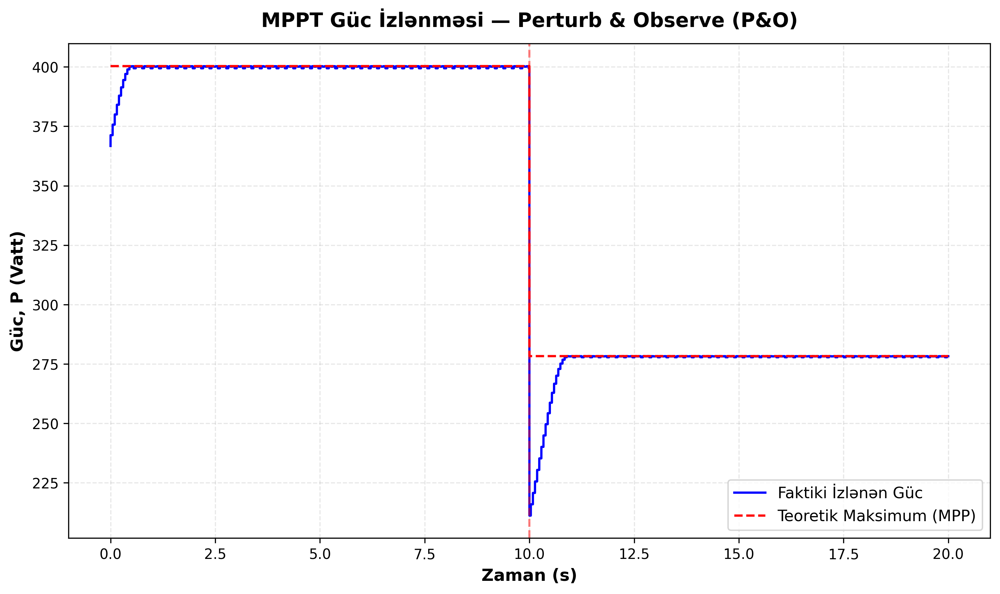 MPPT Güc İzlənməsi — Perturb & Observe (P&O)
Güc, P (Vatt)
400
375
350
325
300
275
250
225
0.0 2.5 5.0 7.5 10.0 12.5 15.0 17.5 20.0
Zaman (s)
Faktiki İzlənən Güc
Teoretik Maksimum (MPP)